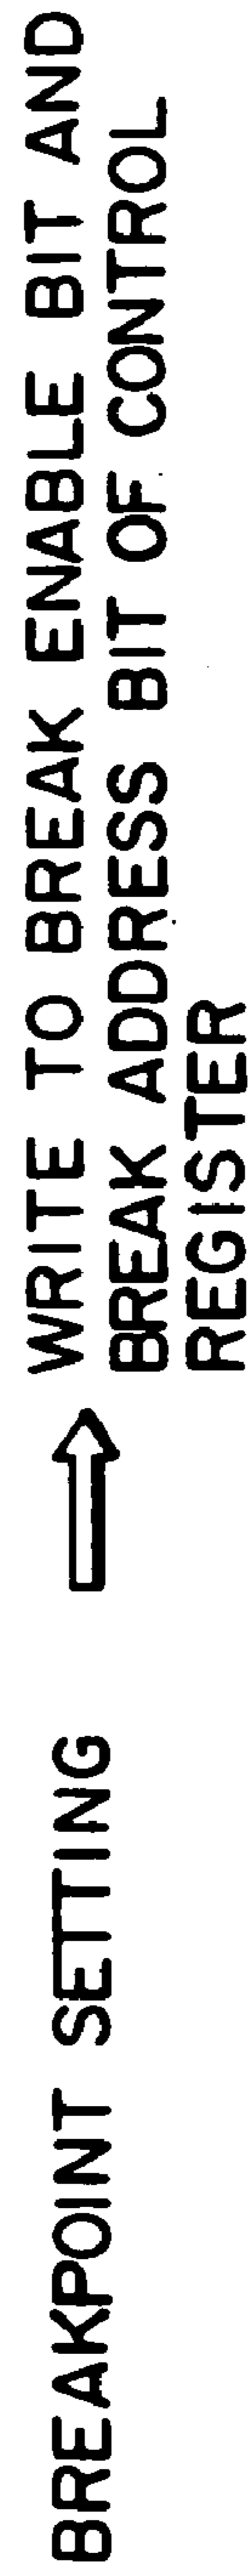 BREAKPOINT SETTING
WRITE TO BREAK ENABLE BIT AND
BREAK ADDRESS BIT OF CONTROL
REGISTER